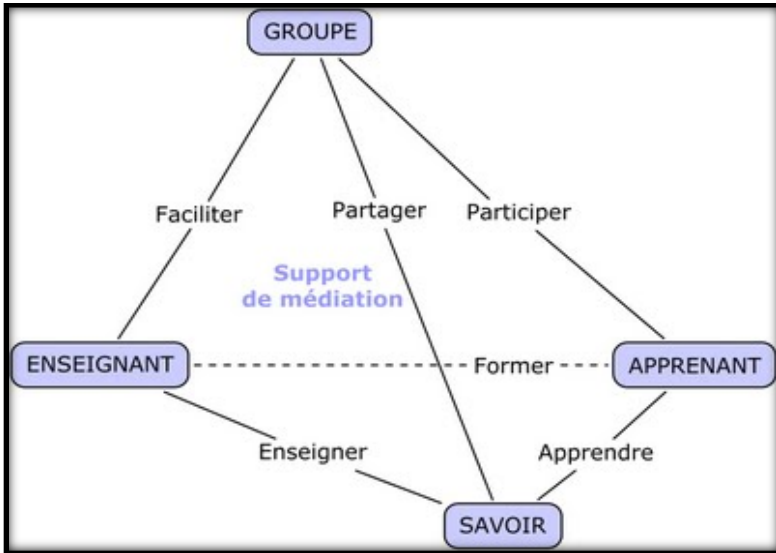 GROUPE
Faciliter
Partager
Participer
Support
de médiation
ENSEIGNANT
Former
APPRENANT
Enseigner
Apprendre
SAVOIR